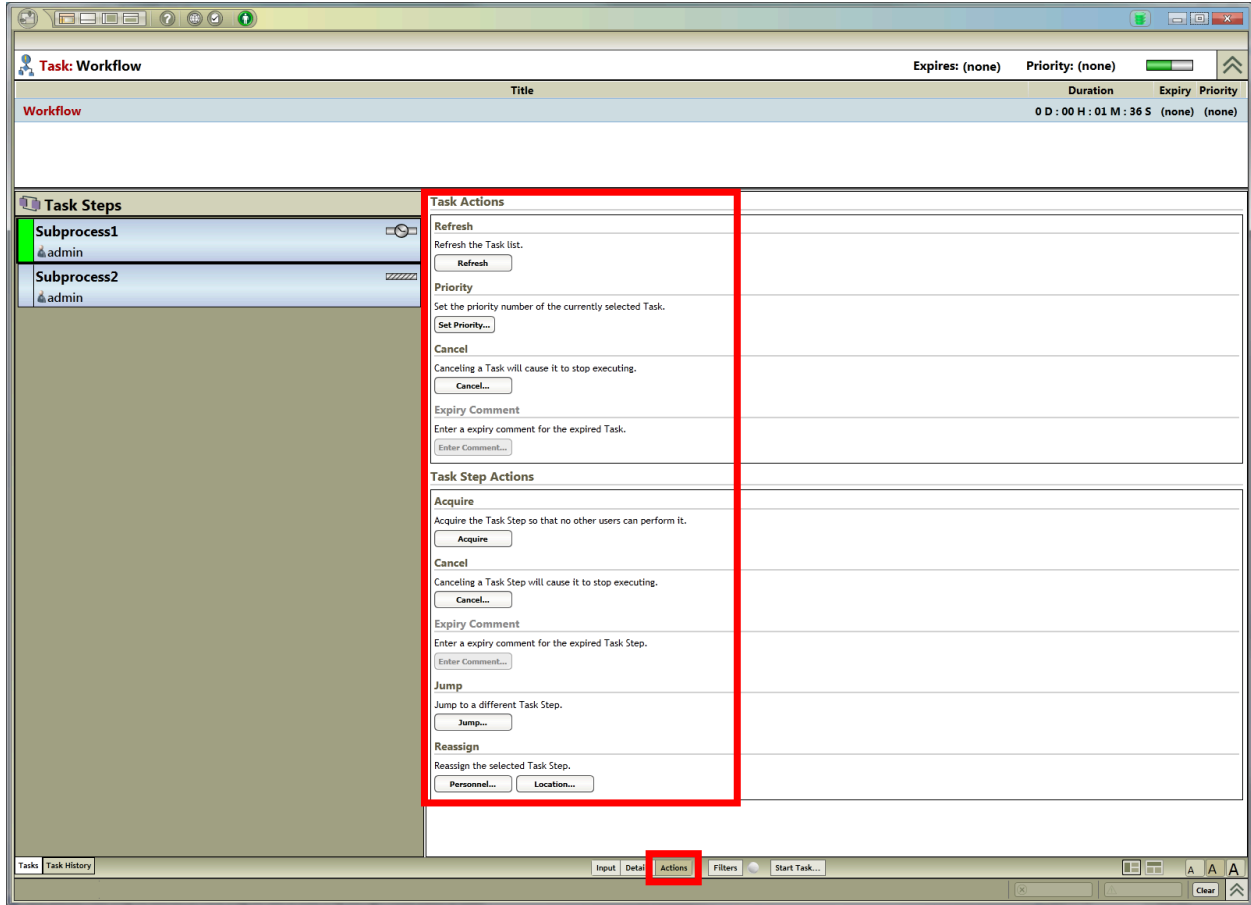 Task: Workflow
Expires: (none) Priority: (none)
Title Duration Expiry Priority
Workflow 0 D : 00 H : 01 M : 36 S (none) (none)
Task Steps
Subprocess1
admin
Subprocess2
admin
Task Actions
Refresh
Refresh the Task list.
Refresh
Priority
Set the priority number of the currently selected Task.
Set Priority...
Cancel
Canceling a Task will cause it to stop executing.
Cancel...
Expiry Comment
Enter a expiry comment for the expired Task.
Enter Comment...
Task Step Actions
Acquire
Acquire the Task Step so that no other users can perform it.
Acquire
Cancel
Canceling a Task Step will cause it to stop executing.
Cancel...
Expiry Comment
Enter a expiry comment for the expired Task Step.
Enter Comment...
Jump
Jump to a different Task Step.
Jump...
Reassign
Reassign the selected Task Step.
Personnel... Location...
Tasks Task History Input Detai Actions Filters Start Task... A A A
Clear